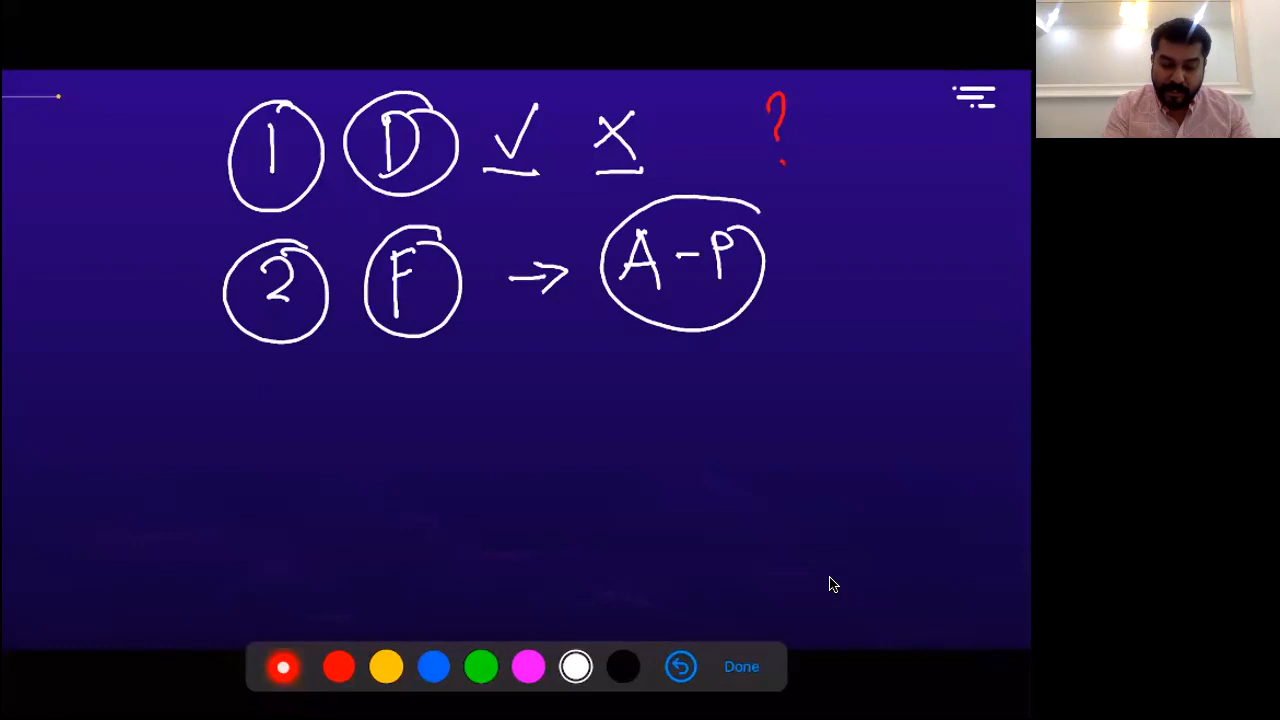 1 D ✓ X ?
2 F → A-P
Done